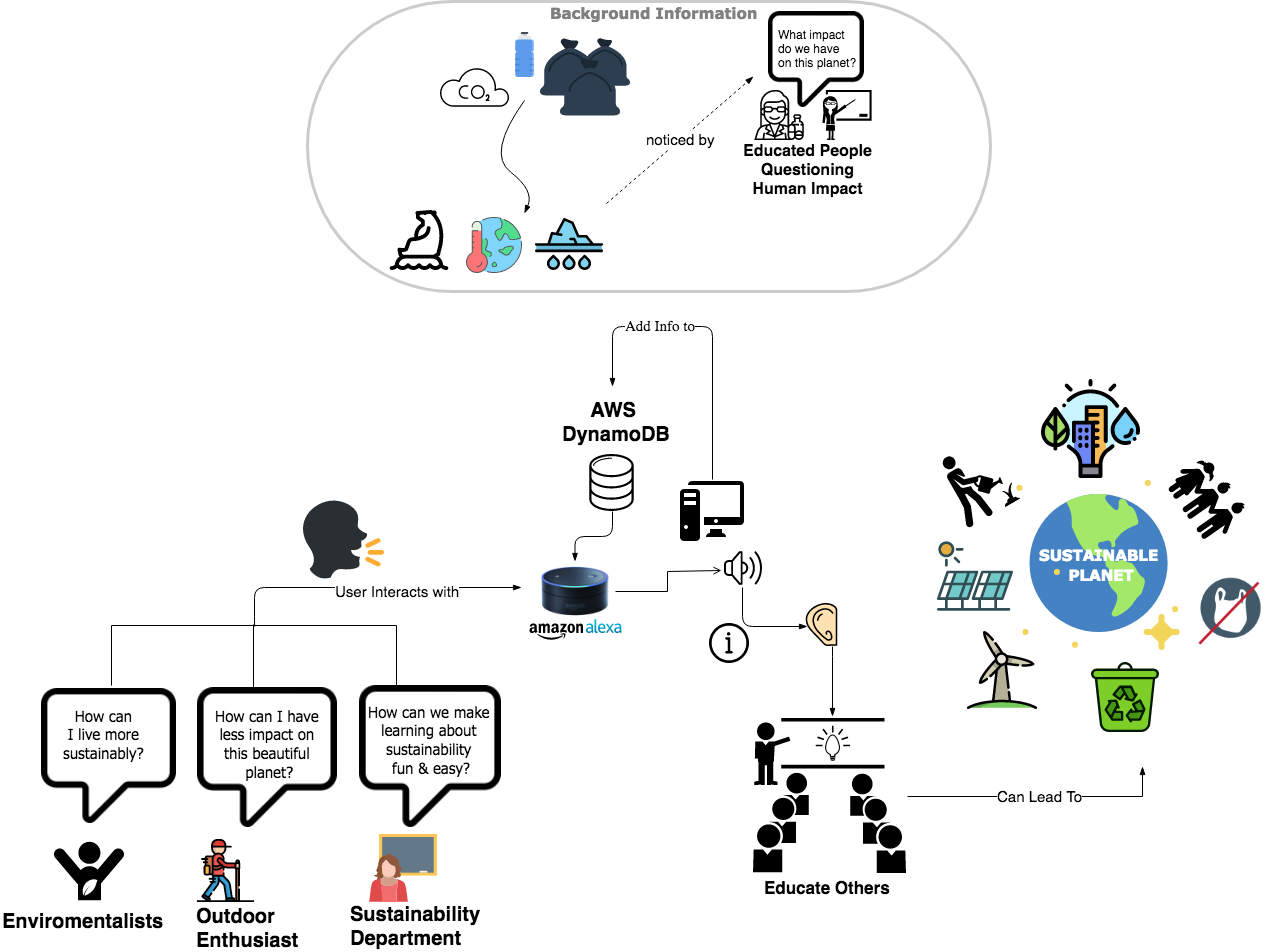 Background Information
What impact
do we have
on this planet?
CO2
noticed by
Educated People
Questioning
Human Impact
Add Info to
AWS
DynamoDB
SUSTAINABLE
PLANET
User Interacts with
amazon alexa
i
How can
I live more
sustainably?
How can I have
less impact on
this beautiful
planet?
How can we make
learning about
sustainability
fun & easy?
Can Lead To
Educate Others
Enviromentalists
Outdoor
Enthusiast
Sustainability
Department